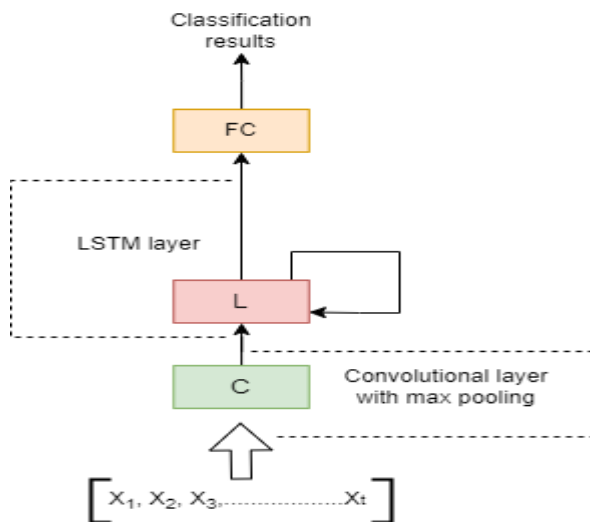 Classification
results
FC
LSTM layer
L
C
Convolutional layer
with max pooling
[X₁, X₂, X₃,......................Xₜ]